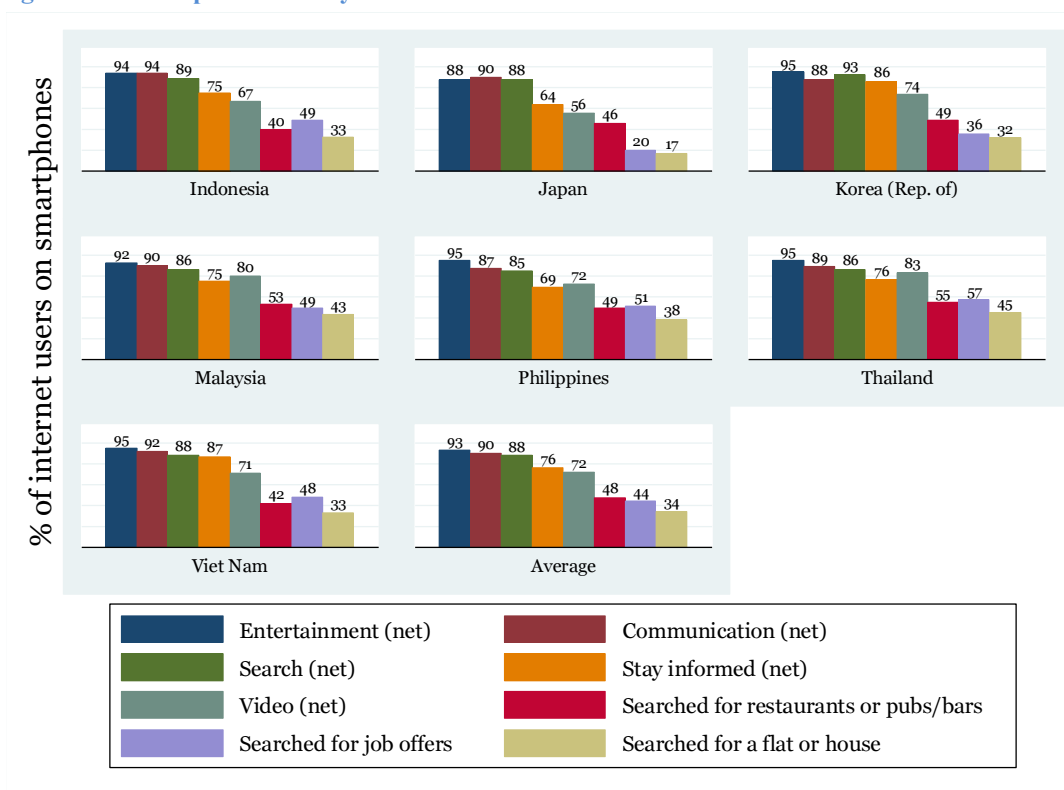 % of internet users on smartphones
94 94 89 75 67 40 49 33
Indonesia
88 90 88 64 56 46 20 17
Japan
95 88 93 86 74 49 36 32
Korea (Rep. of)
92 90 86 75 80 53 49 43
Malaysia
95 87 85 69 72 49 51 38
Philippines
95 89 86 76 83 55 57 45
Thailand
95 92 88 87 71 42 48 33
Viet Nam
93 90 88 76 72 48 44 34
Average
Entertainment (net)
Communication (net)
Search (net)
Stay informed (net)
Video (net)
Searched for restaurants or pubs/bars
Searched for job offers
Searched for a flat or house